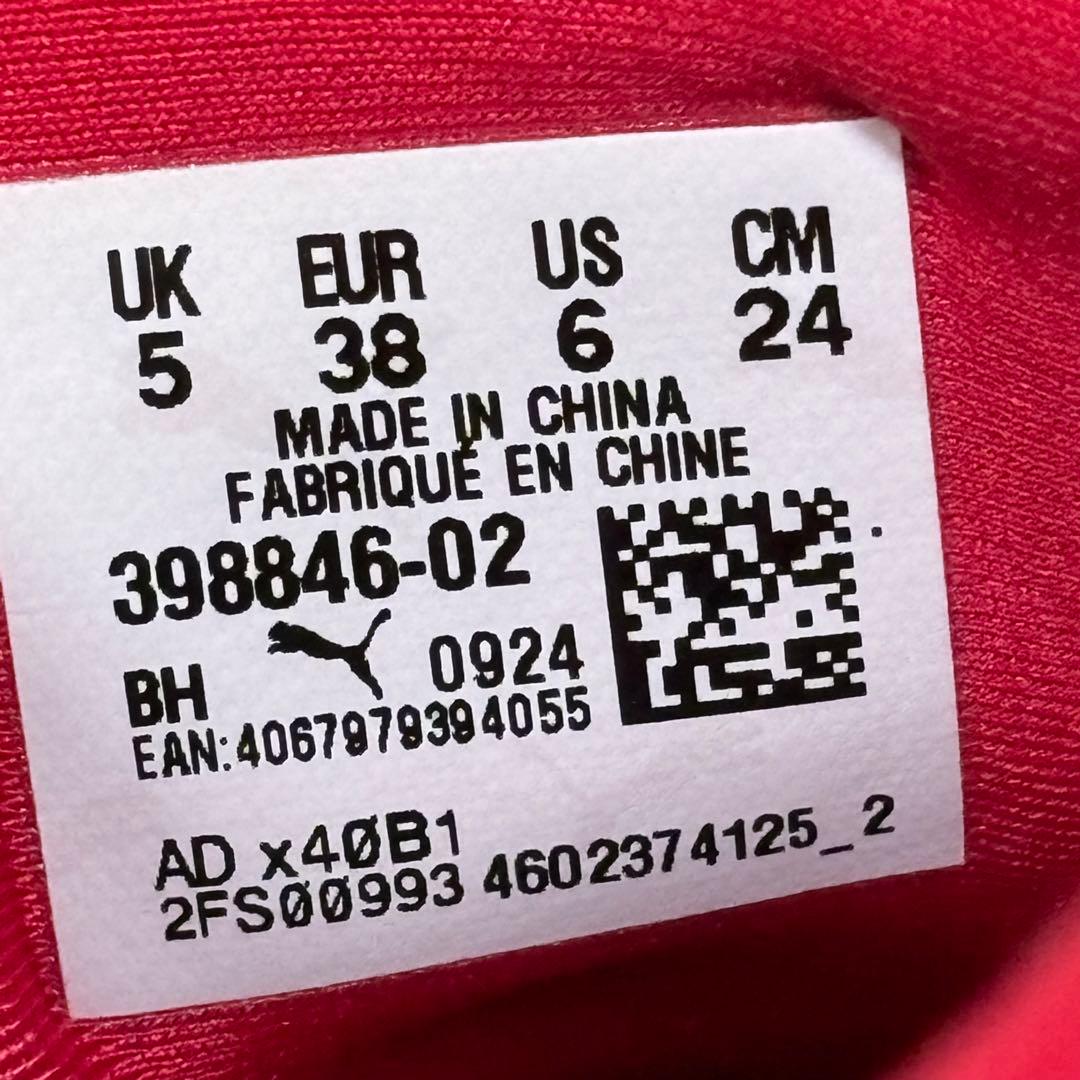 UK EUR US CM
5 38 6 24
MADE IN CHINA
FABRIQUÉ EN CHINE
398846-02
BH 0924
EAN:4067979394055
AD x40B1
2FS00993 4602374125_2